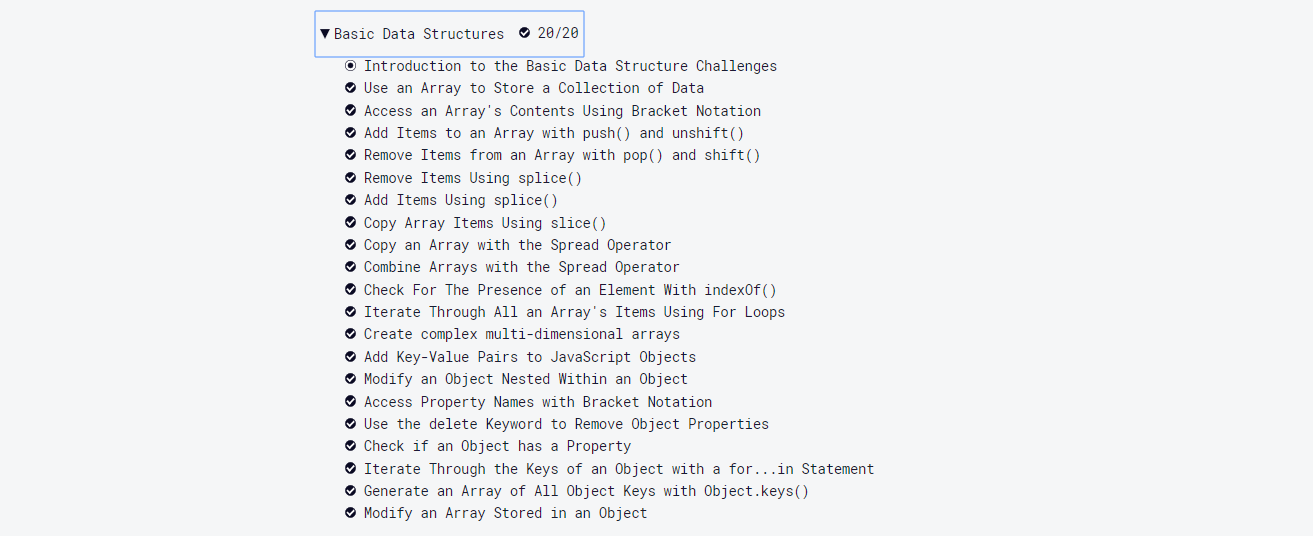 Basic Data Structures 20/20
Introduction to the Basic Data Structure Challenges
Use an Array to Store a Collection of Data
Access an Array's Contents Using Bracket Notation
Add Items to an Array with push() and unshift()
Remove Items from an Array with pop() and shift()
Remove Items Using splice()
Add Items Using splice()
Copy Array Items Using slice()
Copy an Array with the Spread Operator
Combine Arrays with the Spread Operator
Check For The Presence of an Element With indexOf()
Iterate Through All an Array's Items Using For Loops
Create complex multi-dimensional arrays
Add Key-Value Pairs to JavaScript Objects
Modify an Object Nested Within an Object
Access Property Names with Bracket Notation
Use the delete Keyword to Remove Object Properties
Check if an Object has a Property
Iterate Through the Keys of an Object with a for...in Statement
Generate an Array of All Object Keys with Object.keys()
Modify an Array Stored in an Object